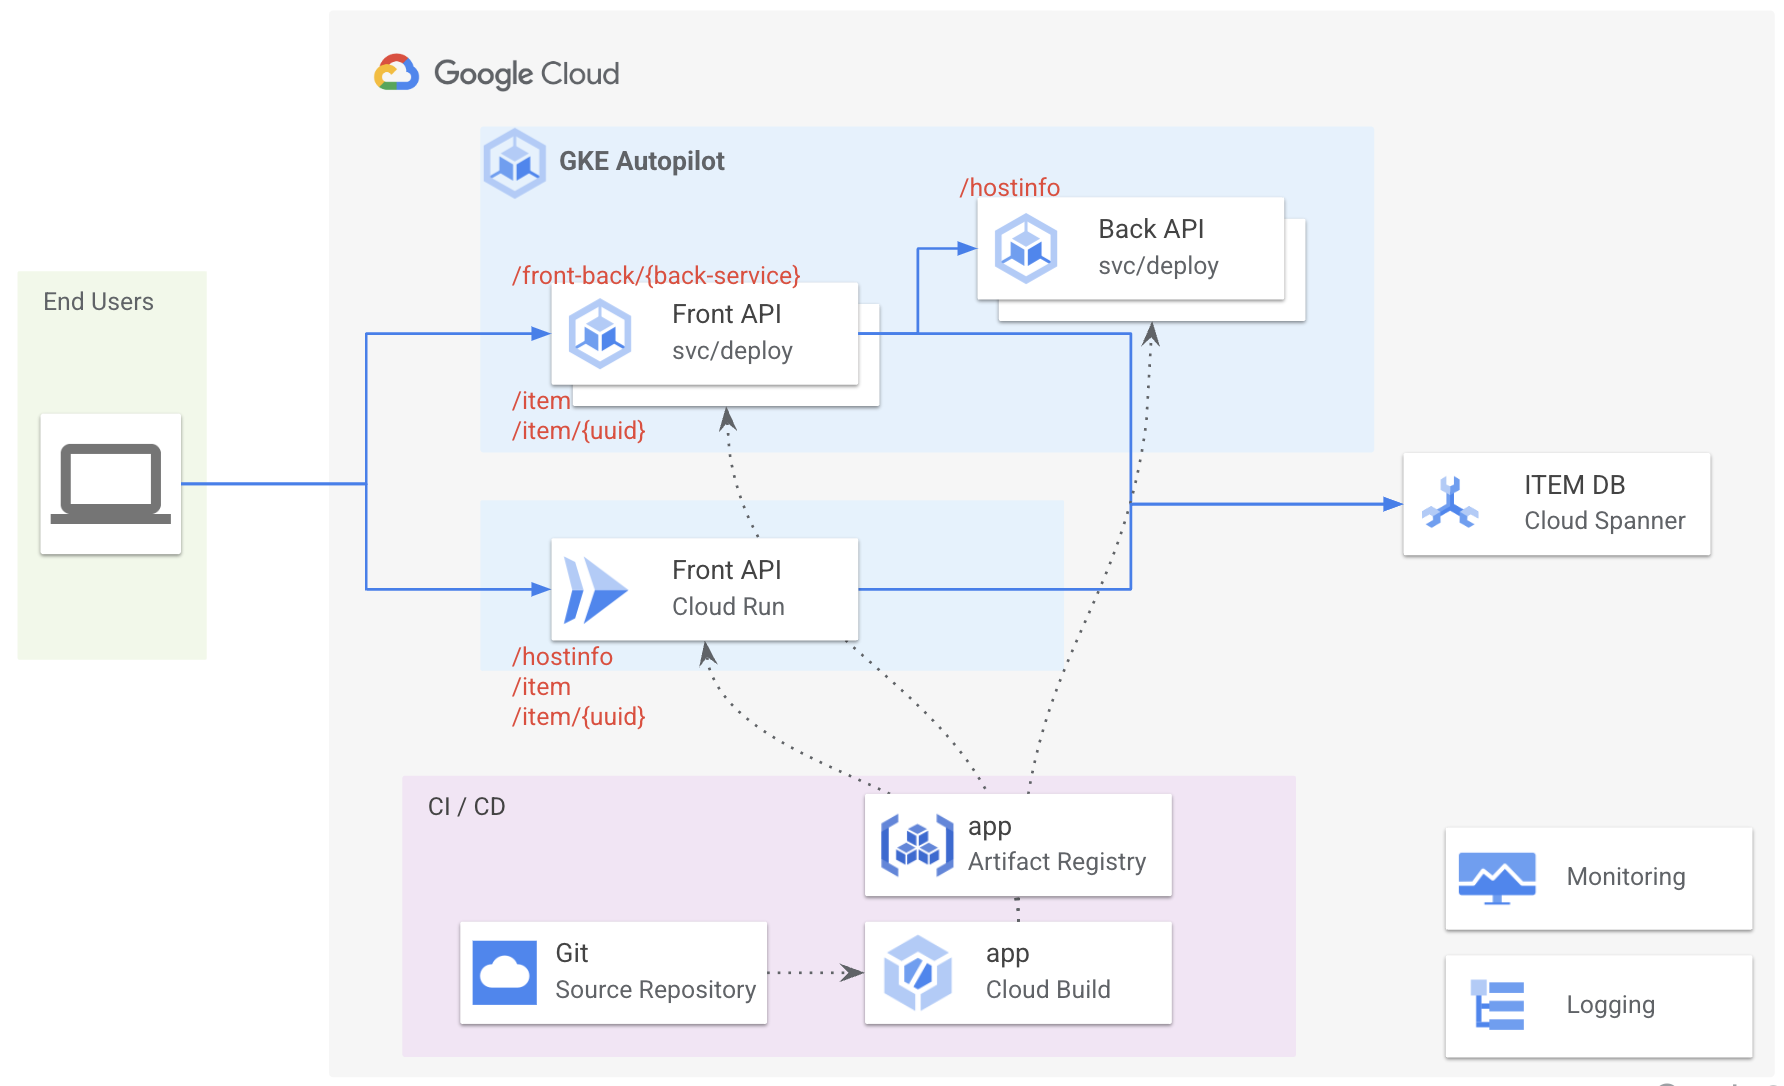 Google Cloud
GKE Autopilot
/hostinfo
Back API
svc/deploy
/front-back/{back-service}
Front API
svc/deploy
/item
/item/{uuid}
End Users
ITEM DB
Cloud Spanner
Front API
Cloud Run
/hostinfo
/item
/item/{uuid}
CI / CD
app
Artifact Registry
Git
Source Repository
app
Cloud Build
Monitoring
Logging